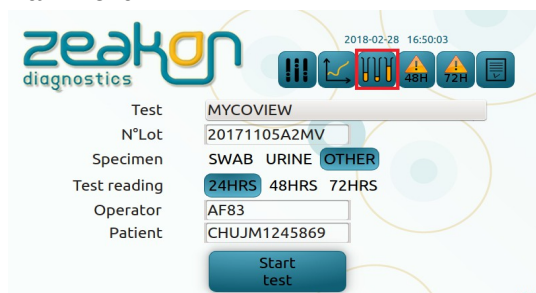 zeakon
diagnostics
2018-02-28 16:50:03
48H 72H
Test MYCOVIEW
N°Lot 20171105A2MV
Specimen SWAB URINE OTHER
Test reading 24HRS 48HRS 72HRS
Operator AF83
Patient CHUJM1245869
Start
test